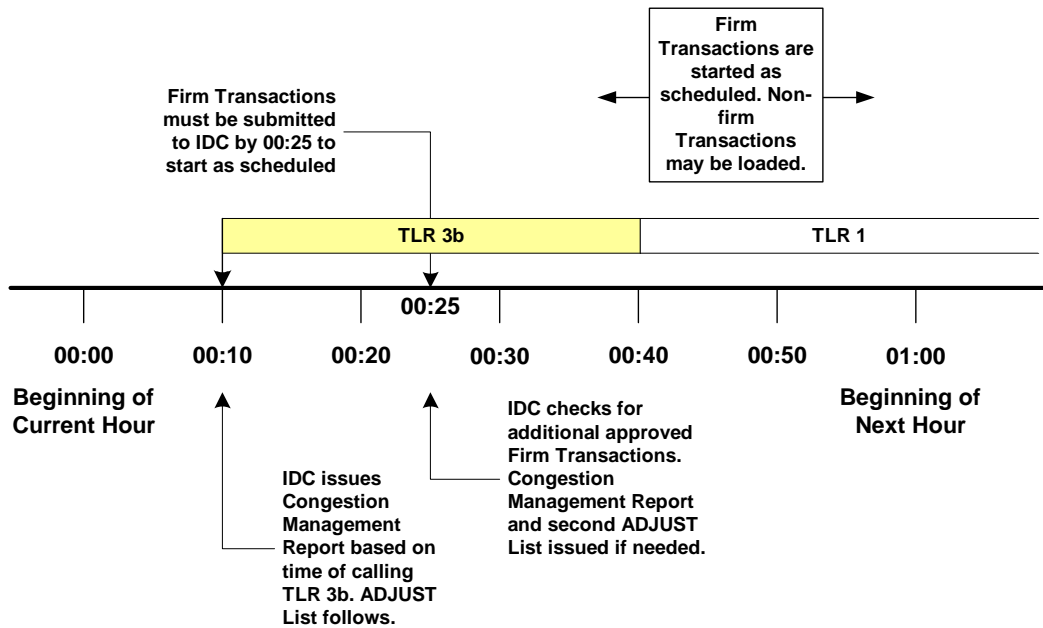 Firm
Transactions are
started as
scheduled. Non-
firm
Transactions
may be loaded.
Firm Transactions
must be submitted
to IDC by 00:25 to
start as scheduled
TLR 3b
TLR 1
00:25
00:00
00:10
00:20
00:30
00:40
00:50
01:00
Beginning of
Current Hour
Beginning of
Next Hour
IDC issues
Congestion
Management
Report based on
time of calling
TLR 3b. ADJUST
List follows.
IDC checks for
additional approved
Firm Transactions.
Congestion
Management Report
and second ADJUST
List issued if needed.